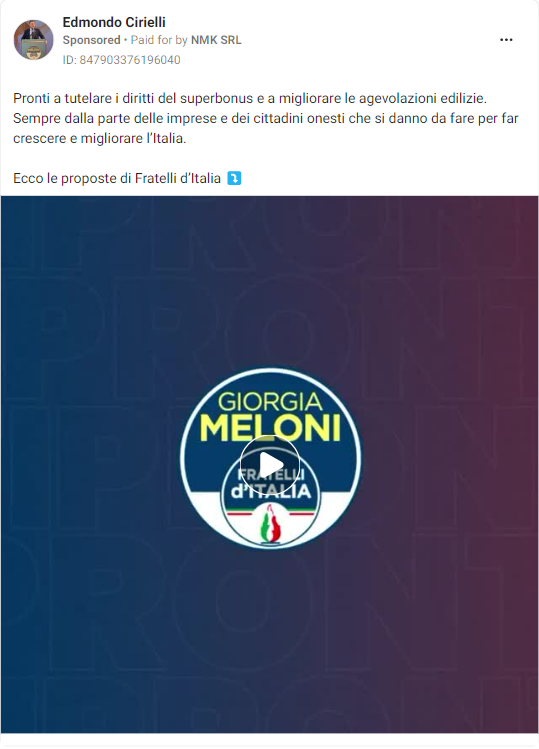 Edmondo Cirielli
Sponsored • Paid for by NMK SRL
ID: 847903376196040
Pronti a tutelare i diritti del superbonus e a migliorare le agevolazioni edilizie.
Sempre dalla parte delle imprese e dei cittadini onesti che si danno da fare per far
crescere e migliorare l’Italia.
Ecco le proposte di Fratelli d’Italia ⤵️
PRONTI
GIORGIA
MELONI
FRATELLI
d'ITALIA